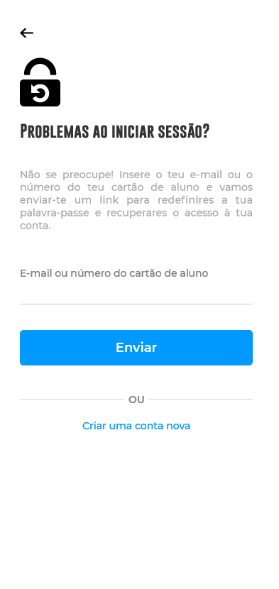 Problemas ao iniciar sessão?
Não se preocupe! Insere o teu e-mail ou o
número do teu cartão de aluno e vamos
enviar-te um link para redefinires a tua
palavra-passe e recuperares o acesso à tua
conta.
E-mail ou número do cartão de aluno
Enviar
OU
Criar uma conta nova